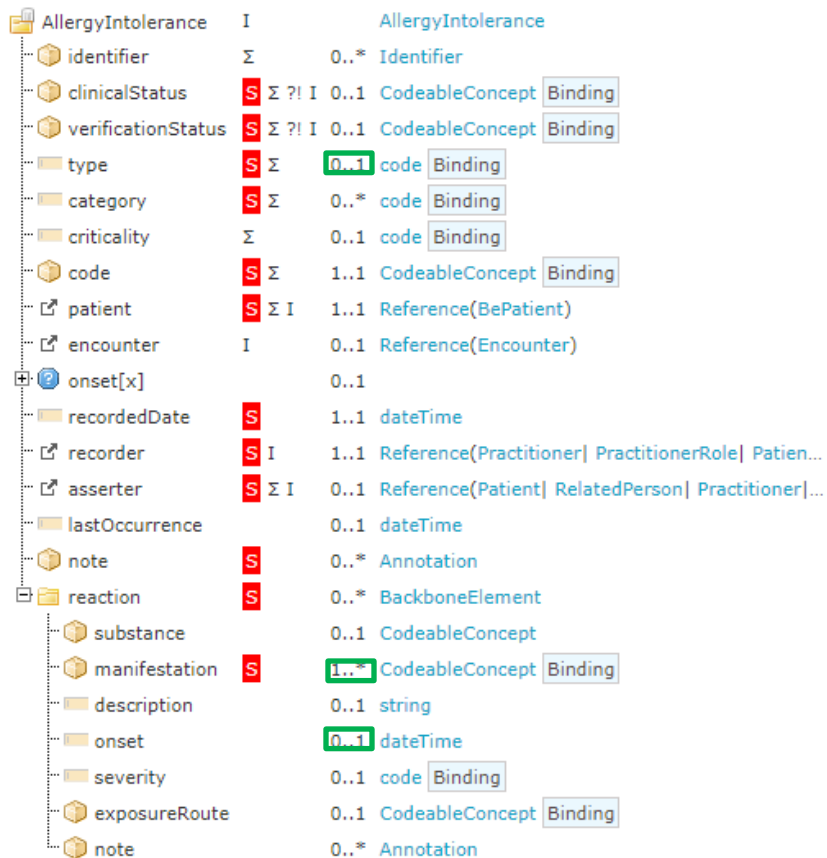 AllergyIntolerance I AllergyIntolerance
identifier Σ 0..* Identifier
clinicalStatus S Σ ?! I 0..1 CodeableConcept Binding
verificationStatus S Σ ?! I 0..1 CodeableConcept Binding
type S Σ 0..1 code Binding
category S Σ 0..* code Binding
criticality Σ 0..1 code Binding
code S Σ 1..1 CodeableConcept Binding
patient S Σ I 1..1 Reference(BePatient)
encounter I 0..1 Reference(Encounter)
onset[x] 0..1
recordedDate S 1..1 dateTime
recorder S I 1..1 Reference(Practitioner| PractitionerRole| Patien...
asserter S Σ I 0..1 Reference(Patient| RelatedPerson| Practitioner|...
lastOccurrence 0..1 dateTime
note S 0..* Annotation
reaction S 0..* BackboneElement
substance 0..1 CodeableConcept
manifestation S 1..* CodeableConcept Binding
description 0..1 string
onset 0..1 dateTime
severity 0..1 code Binding
exposureRoute 0..1 CodeableConcept Binding
note 0..* Annotation